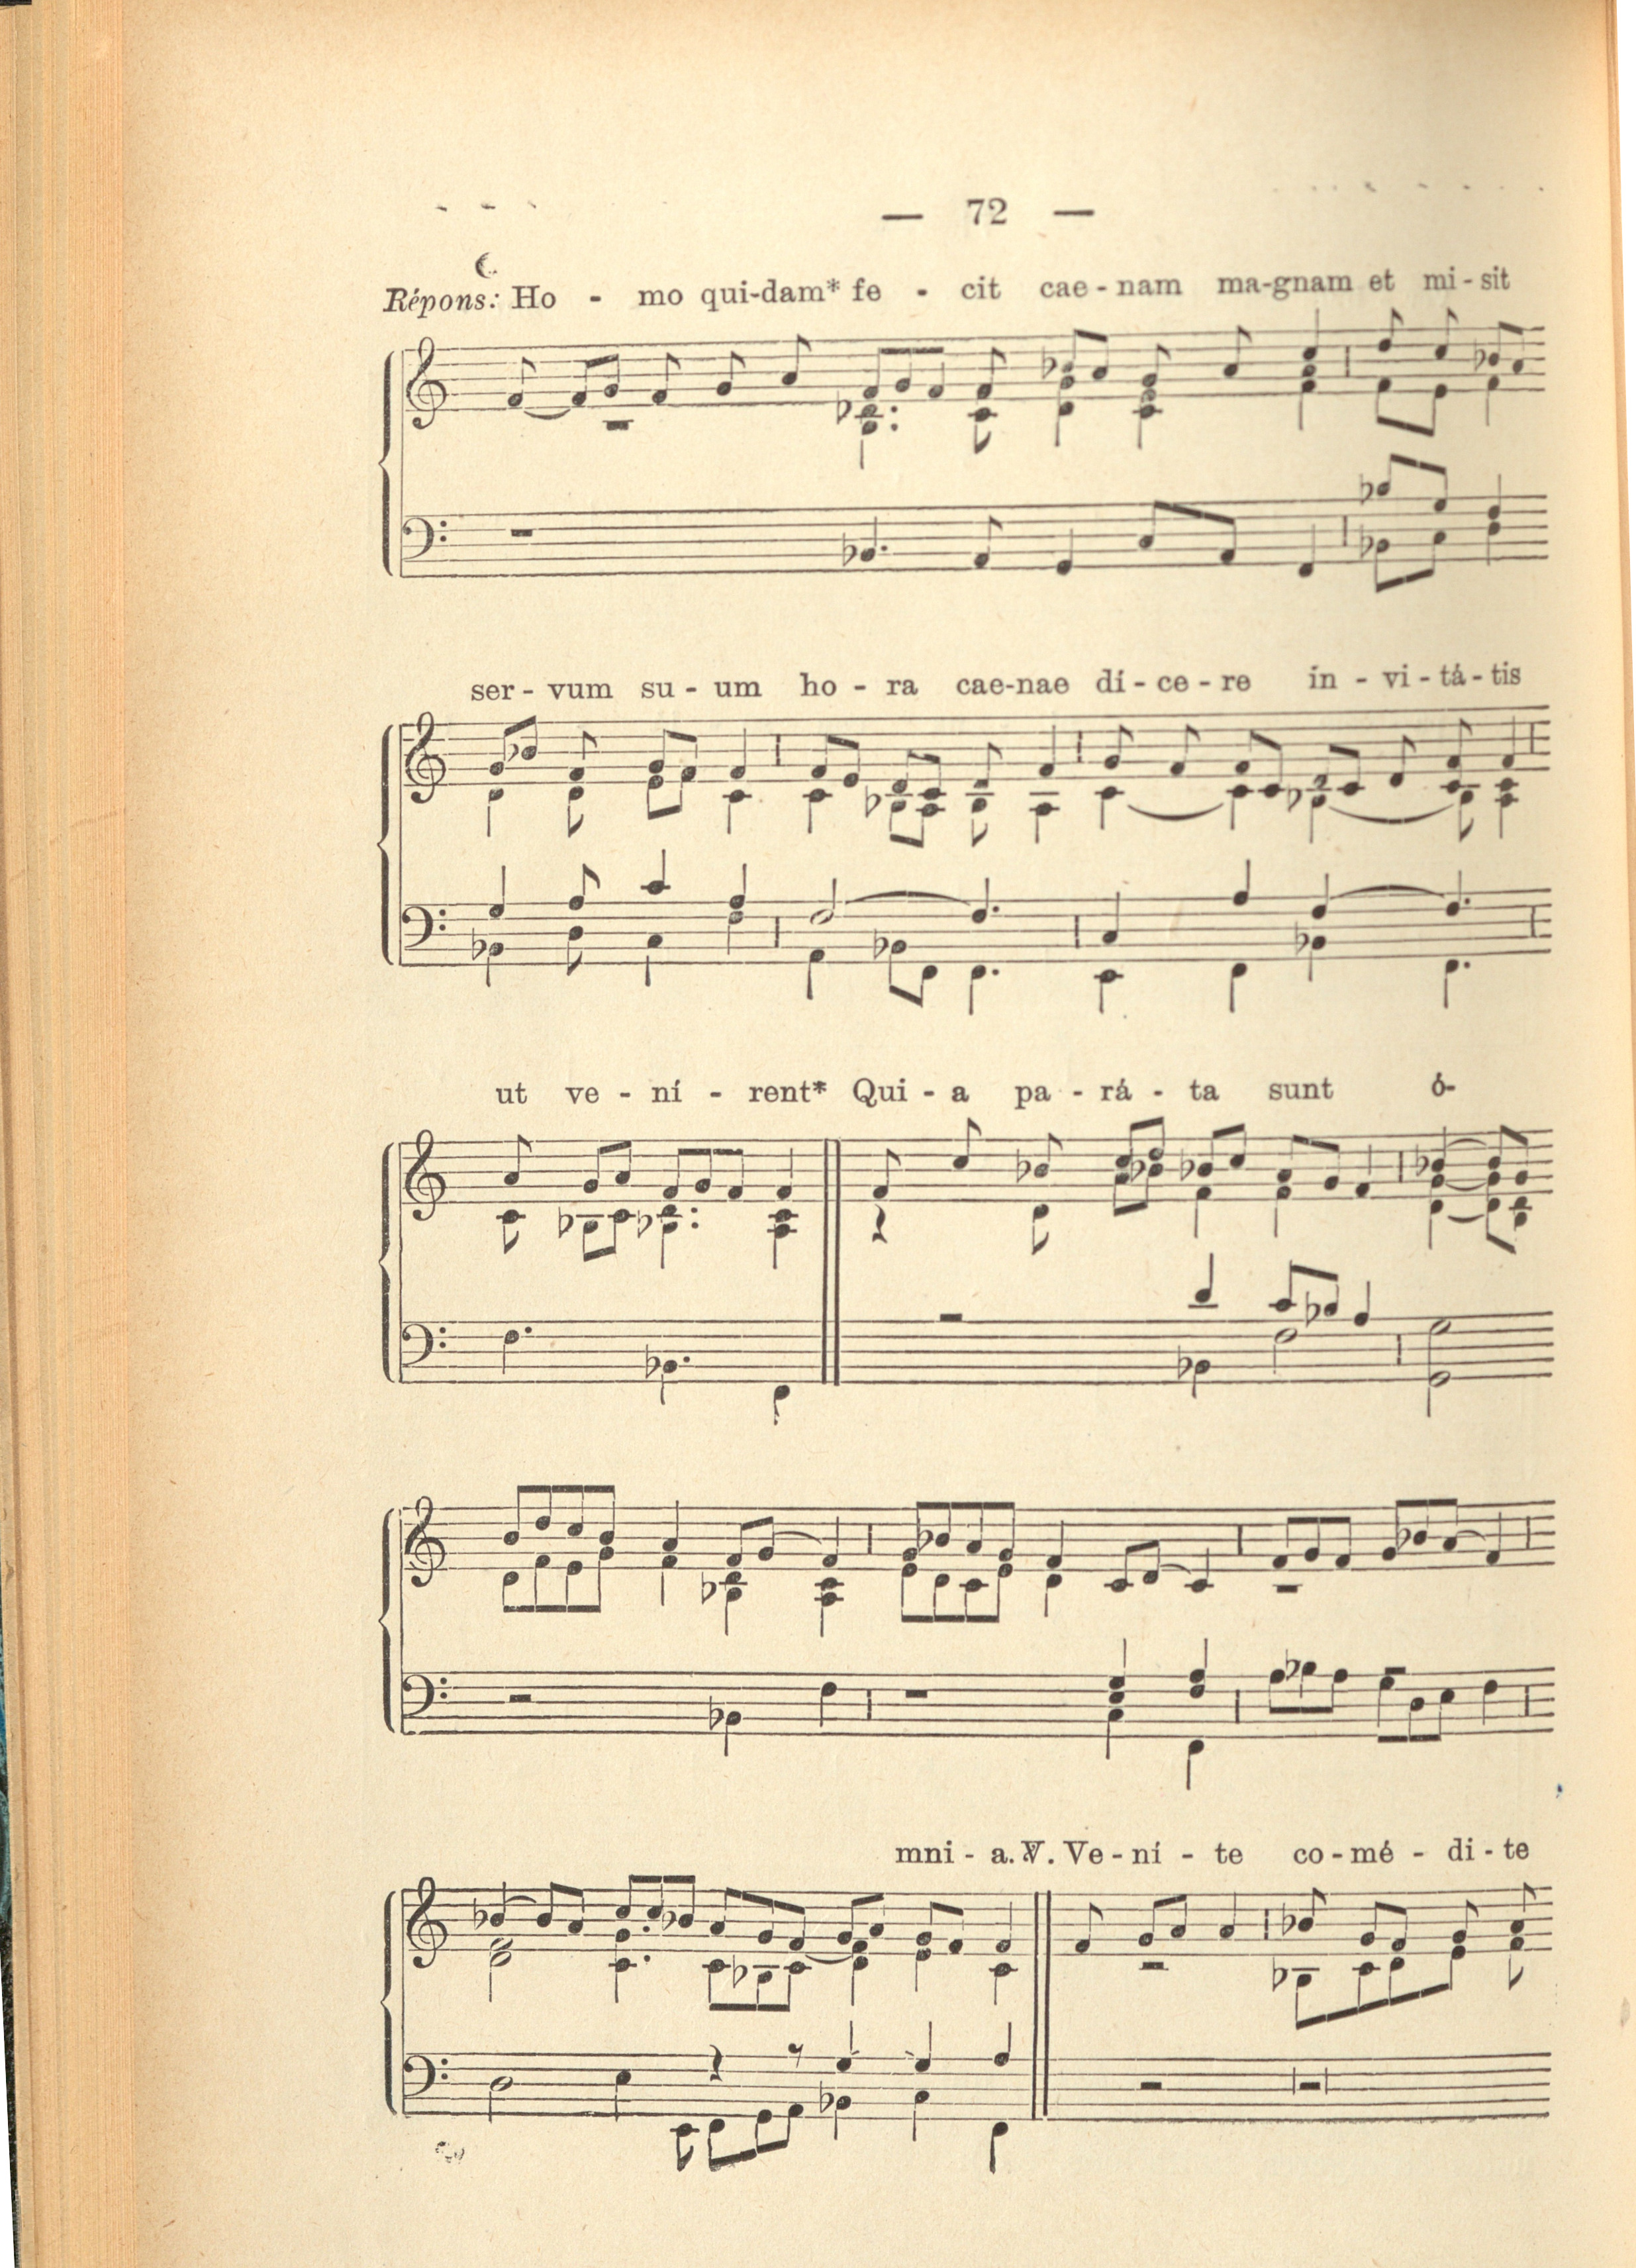 — 72 —
Répons: Ho - mo qui-dam* fe - cit cae - nam ma-gnam et mi - sit
ser - vum su - um ho - ra cae-nae dí - ce - re in - vi - tá - tis
ut ve - ní - rent* Qui - a pa - rá - ta sunt ó-
mni - a. ℣. Ve - ní - te co - mé - di - te